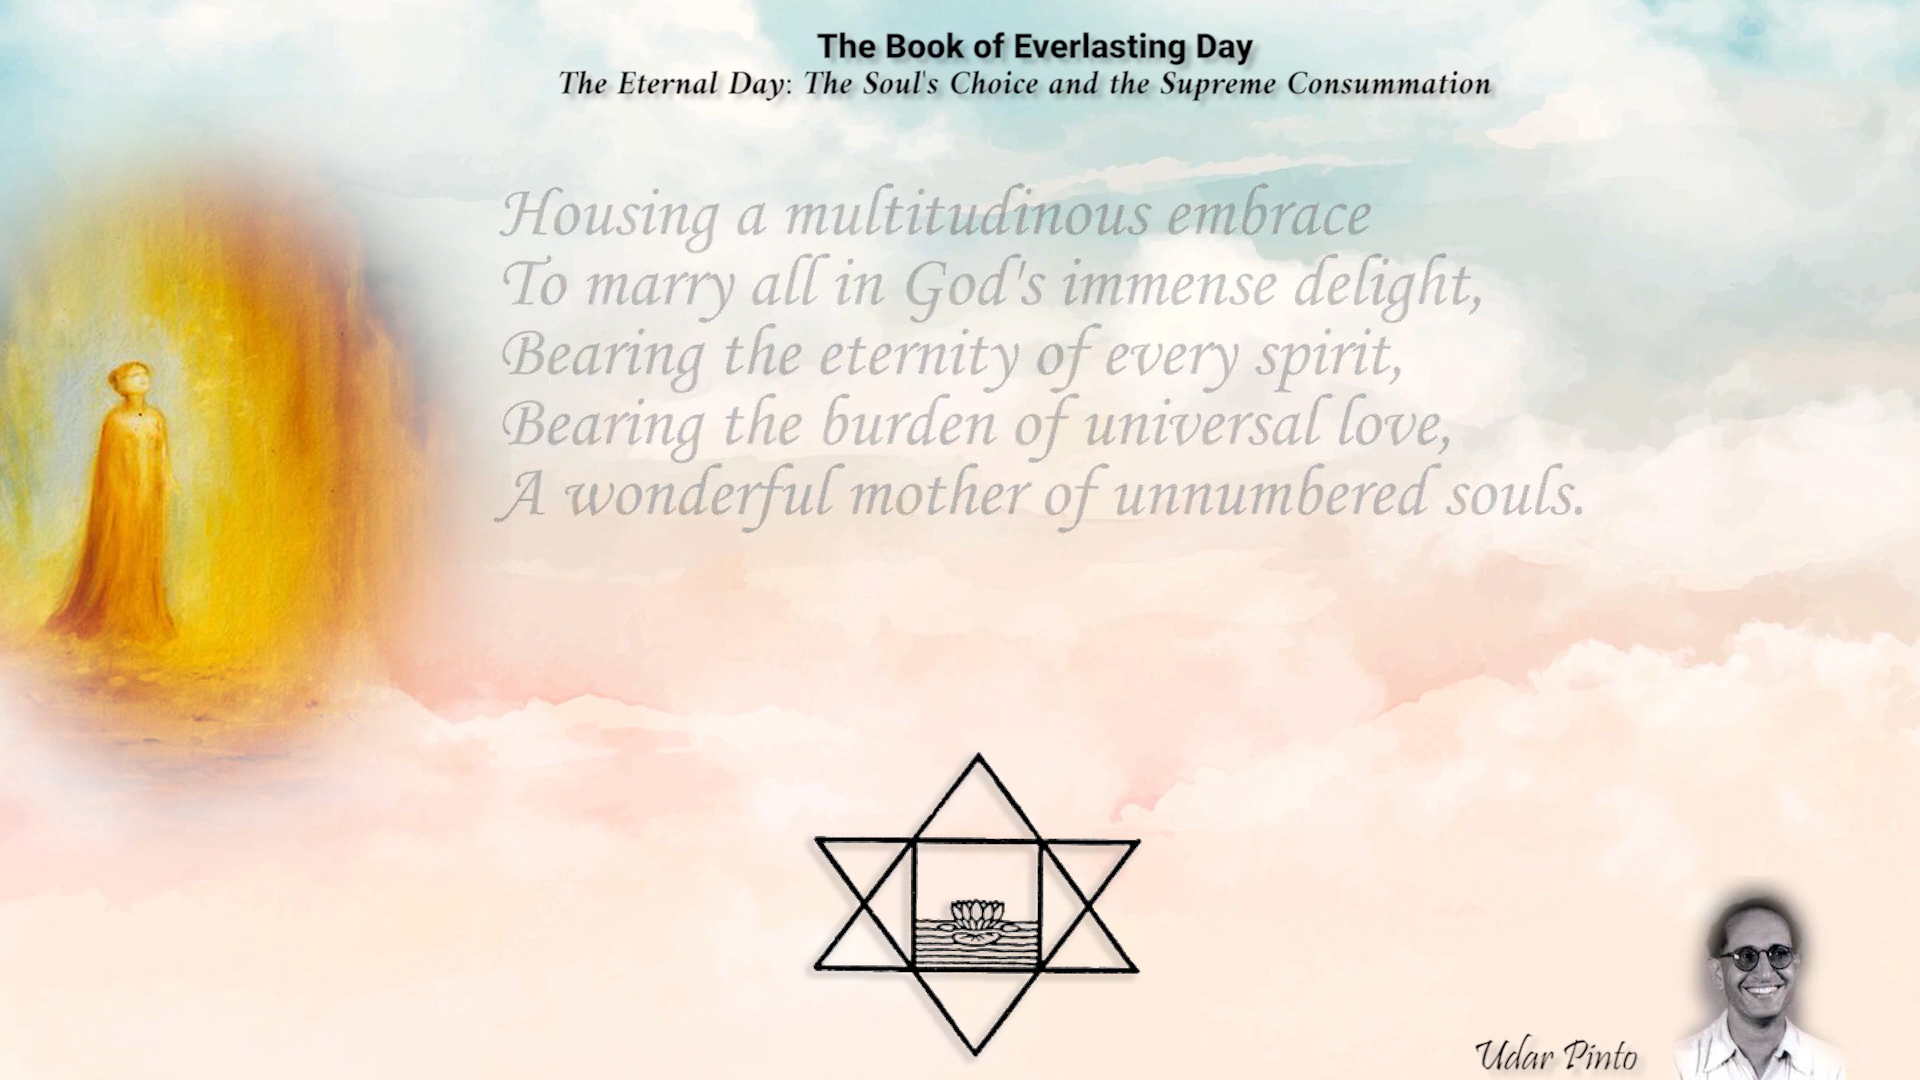 The Book of Everlasting Day
The Eternal Day: The Soul's Choice and the Supreme Consummation
Housing a multitudinous embrace
To marry all in God's immense delight,
Bearing the eternity of every spirit,
Bearing the burden of universal love,
A wonderful mother of unnumbered souls.
Udar Pinto